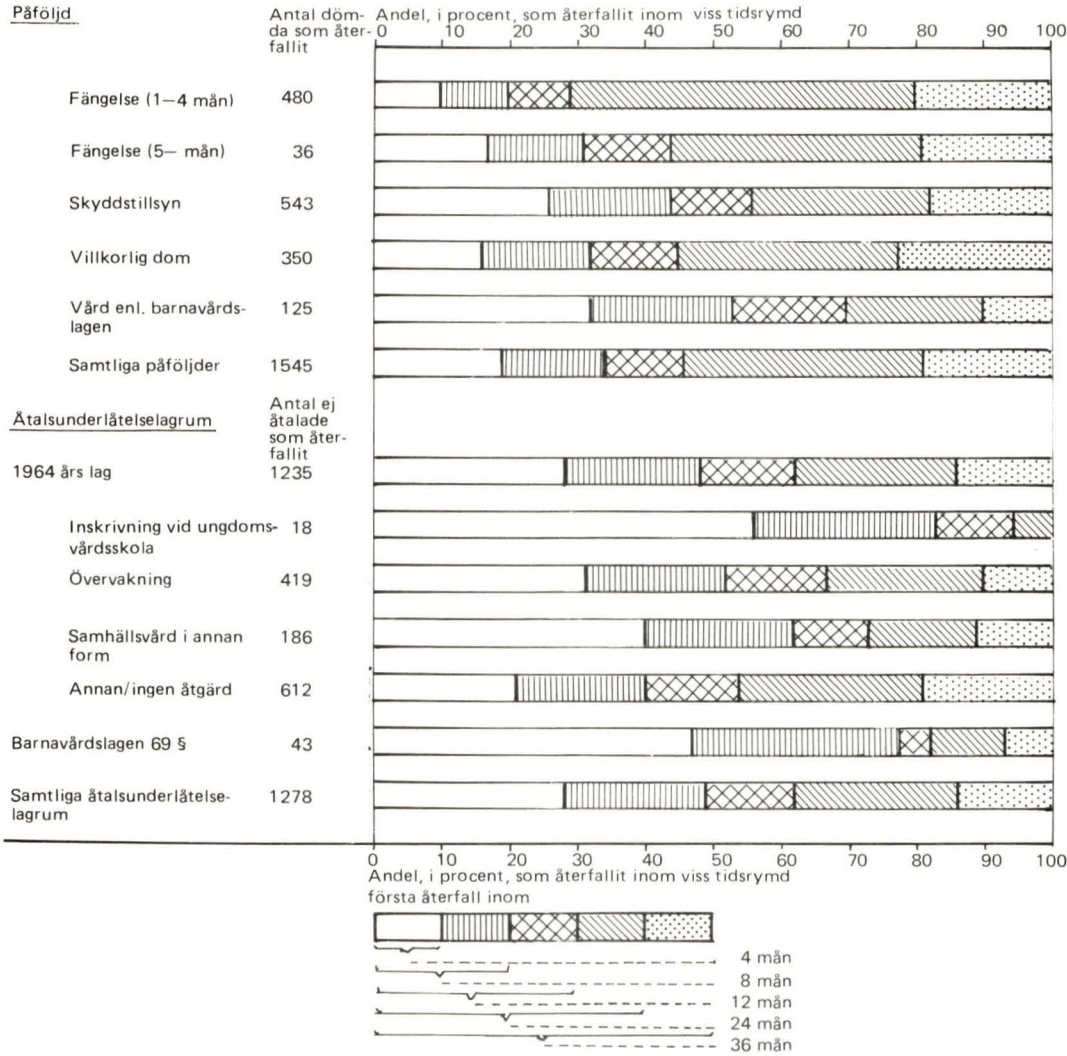 Påföljd
Antal döm-
da som åter-
fallit
Andel, i procent, som återfallit inom viss tidsrymd
0 10 20 30 40 50 60 70 80 90 100
Fängelse (1–4 mån) 480
Fängelse (5– mån) 36
Skyddstillsyn 543
Villkorlig dom 350
Vård enl. barnavårds- 125
lagen
Samtliga påföljder 1545
Åtalsunderlåtelselagrum
Antal ej
åtalade
som åter-
fallit
1964 års lag 1235
Inskrivning vid ungdoms- 18
vårdsskola
Övervakning 419
Samhällsvård i annan 186
form
Annan/ingen åtgärd 612
Barnavårdslagen 69 § 43
Samtliga åtalsunderlåtelse- 1278
lagrum
0 10 20 30 40 50 60 70 80 90 100
Andel, i procent, som återfallit inom viss tidsrymd
första återfall inom
4 mån
8 mån
12 mån
24 mån
36 mån